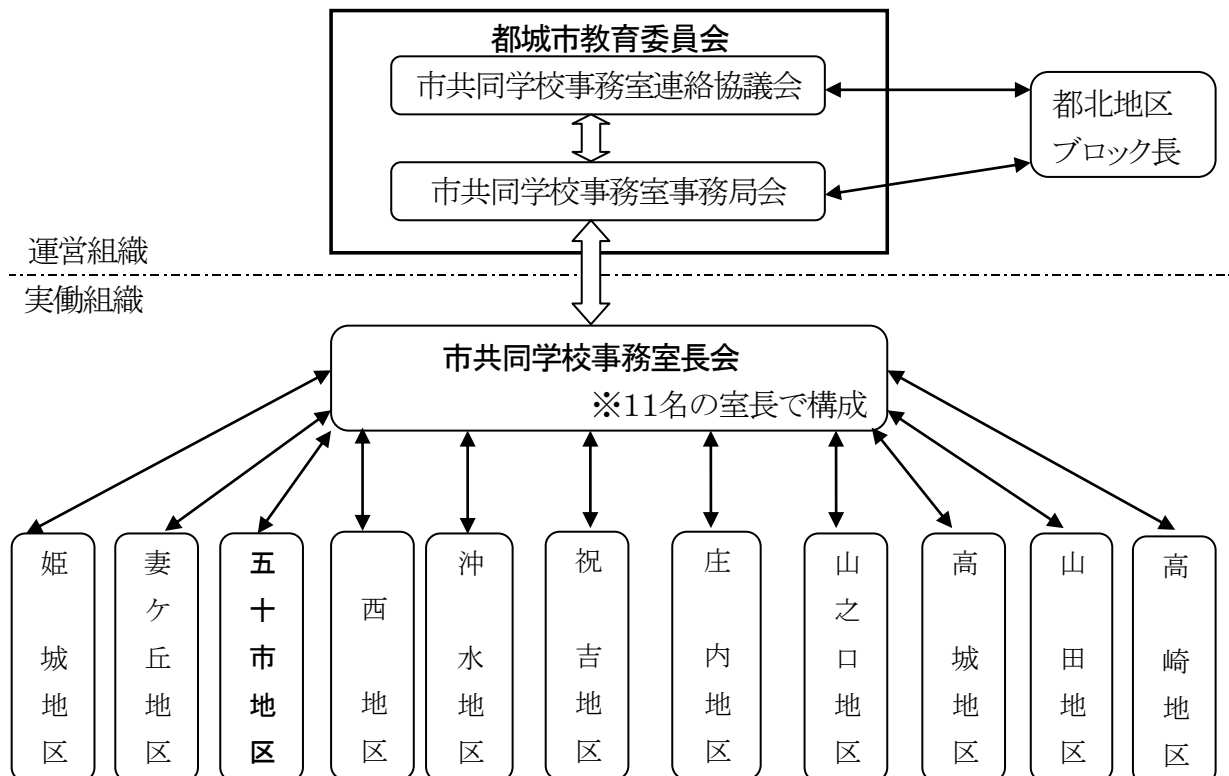 都城市教育委員会
市共同学校事務室連絡協議会
都北地区
ブロック長
市共同学校事務室事務局会
運営組織
実働組織
市共同学校事務室長会
※11名の室長で構成
姫城地区
妻ケ丘地区
五十市地区
西地区
沖水地区
祝吉地区
庄内地区
山之口地区
高城地区
山田地区
高崎地区